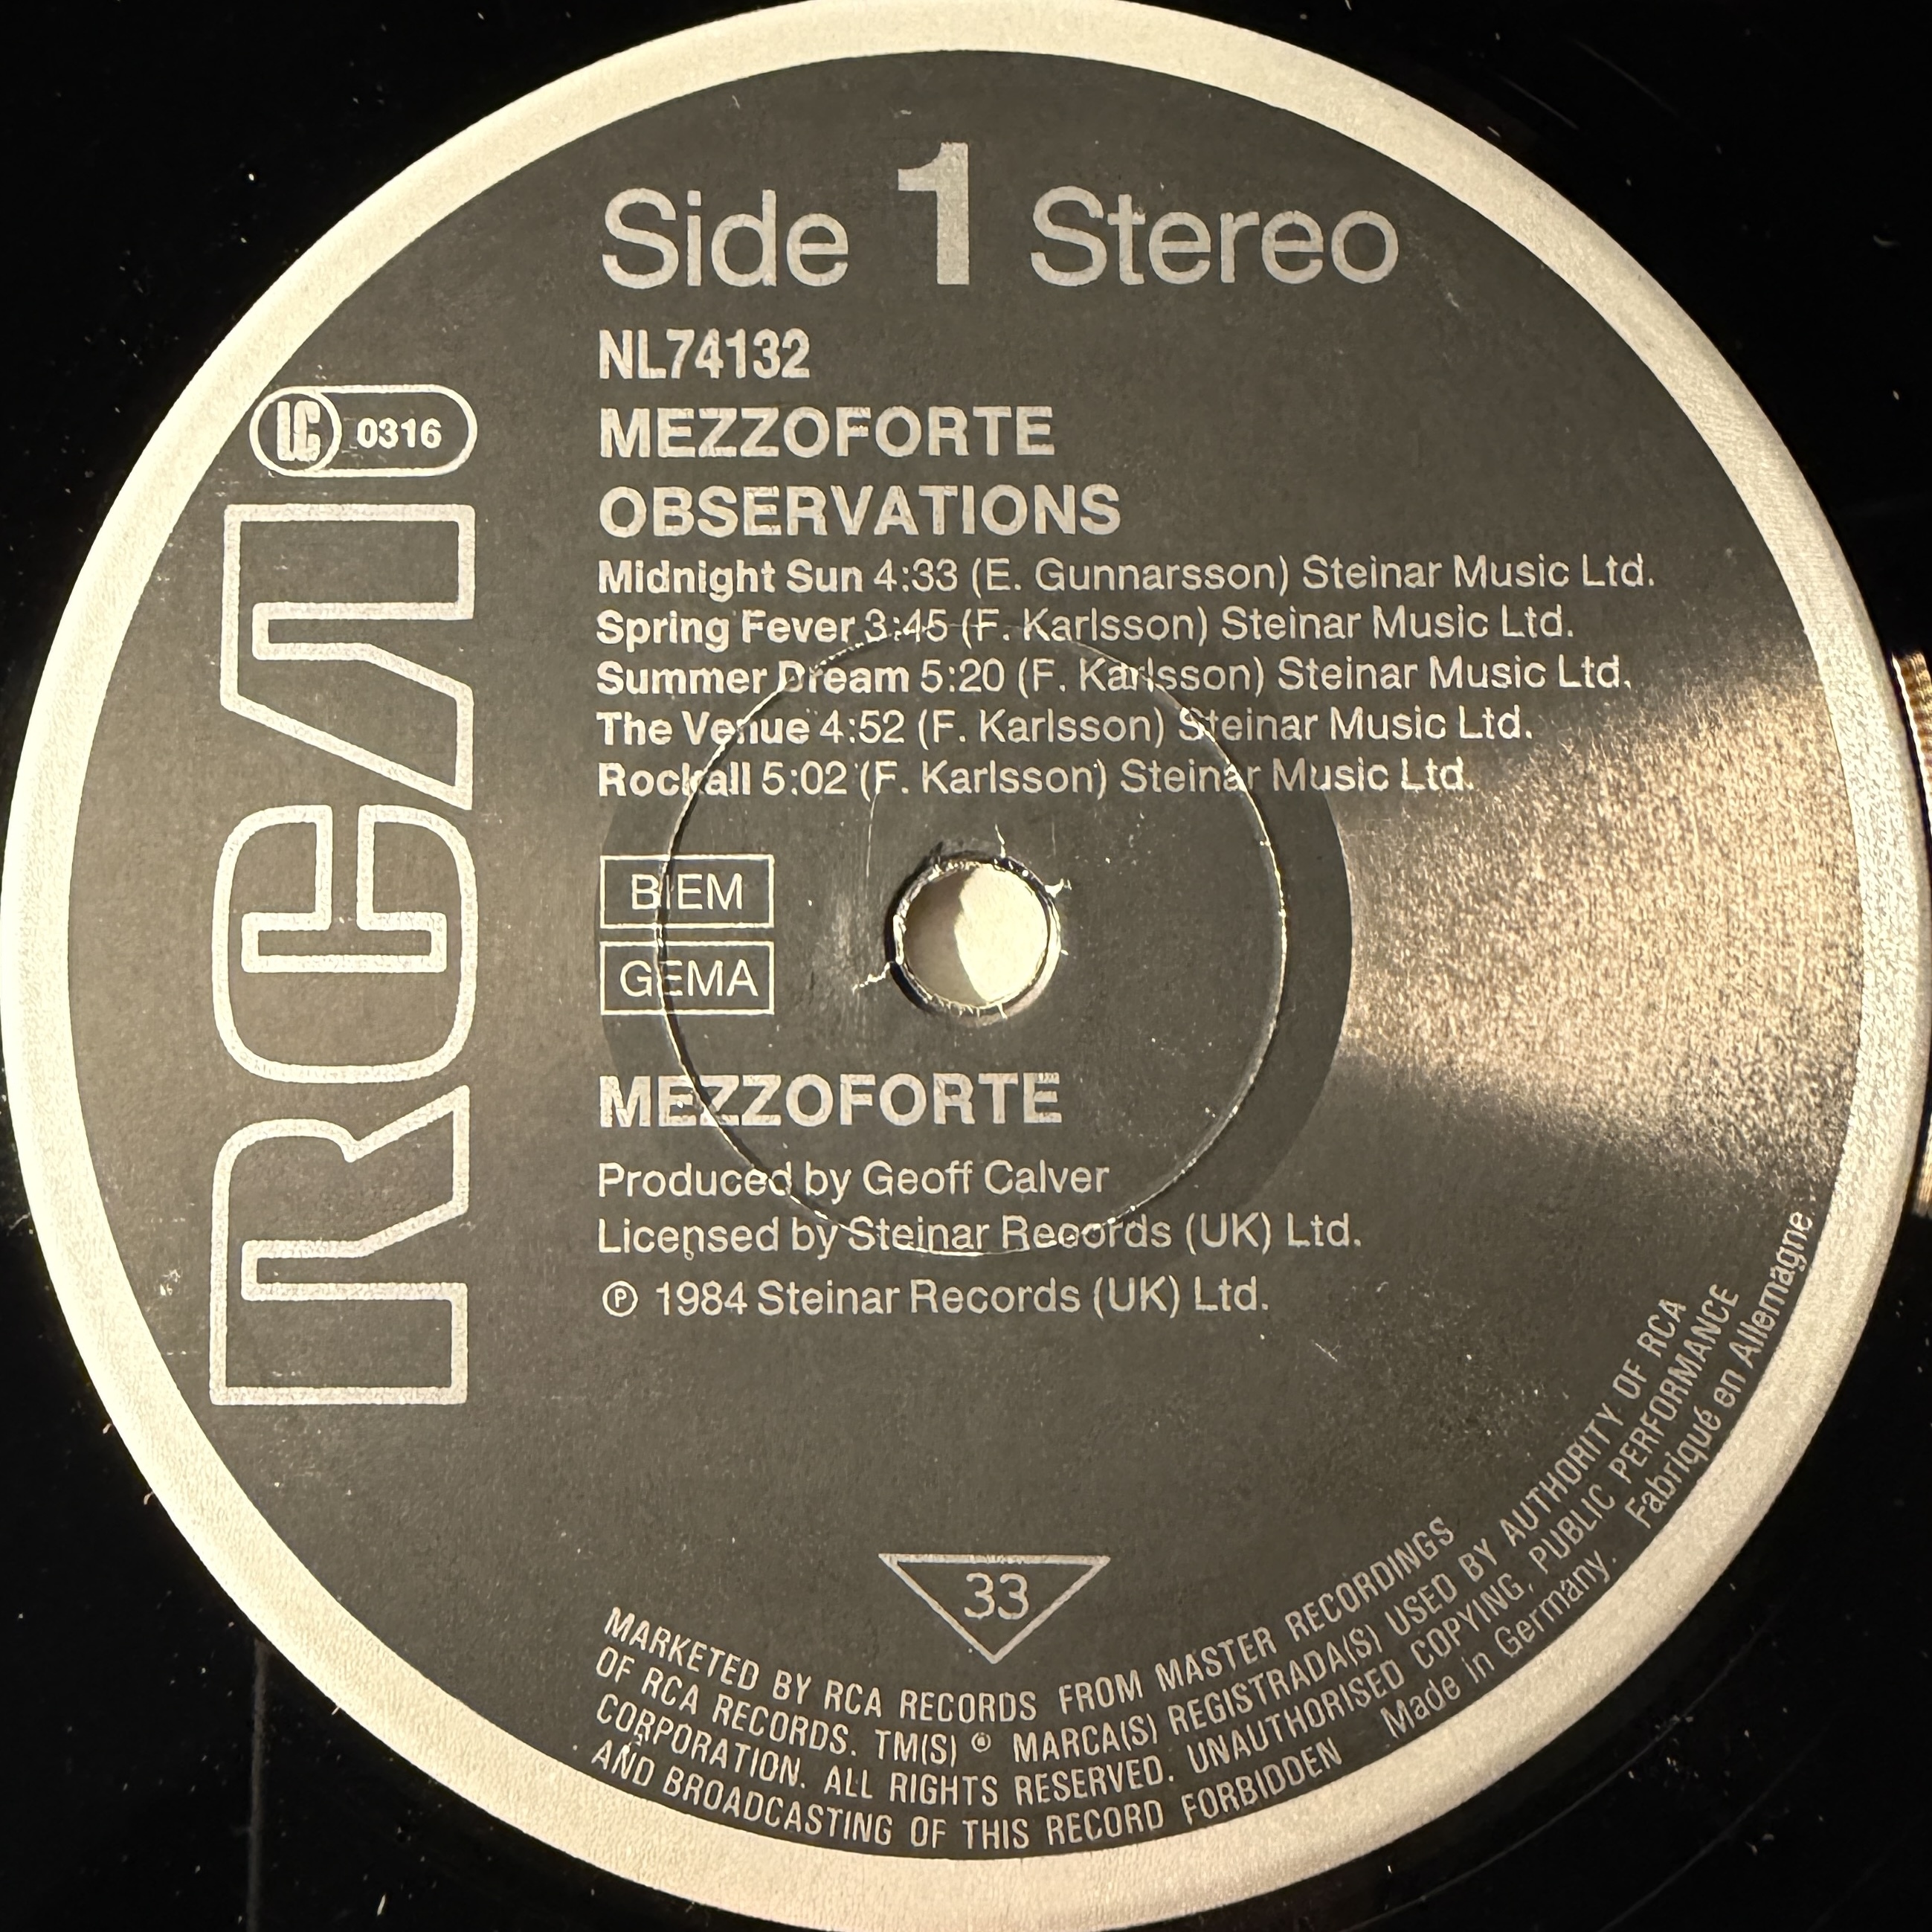 Side 1 Stereo
NL74132
LC 0316
MEZZOFORTE
OBSERVATIONS
Midnight Sun 4:33 (E. Gunnarsson) Steinar Music Ltd.
Spring Fever 3:45 (F. Karlsson) Steinar Music Ltd.
Summer Dream 5:20 (F. Karlsson) Steinar Music Ltd.
The Venue 4:52 (F. Karlsson) Steinar Music Ltd.
Rockall 5:02 (F. Karlsson) Steinar Music Ltd.
RCA
BIEM
GEMA
MEZZOFORTE
Produced by Geoff Calver
Licensed by Steinar Records (UK) Ltd.
℗ 1984 Steinar Records (UK) Ltd.
33
MARKETED BY RCA RECORDS FROM MASTER RECORDINGS
OF RCA RECORDS. TM(S) ® MARCA(S) REGISTRADA(S) USED BY AUTHORITY OF RCA
CORPORATION. ALL RIGHTS RESERVED. UNAUTHORISED COPYING, PUBLIC PERFORMANCE
AND BROADCASTING OF THIS RECORD FORBIDDEN Made in Germany. Fabriqué en Allemagne.